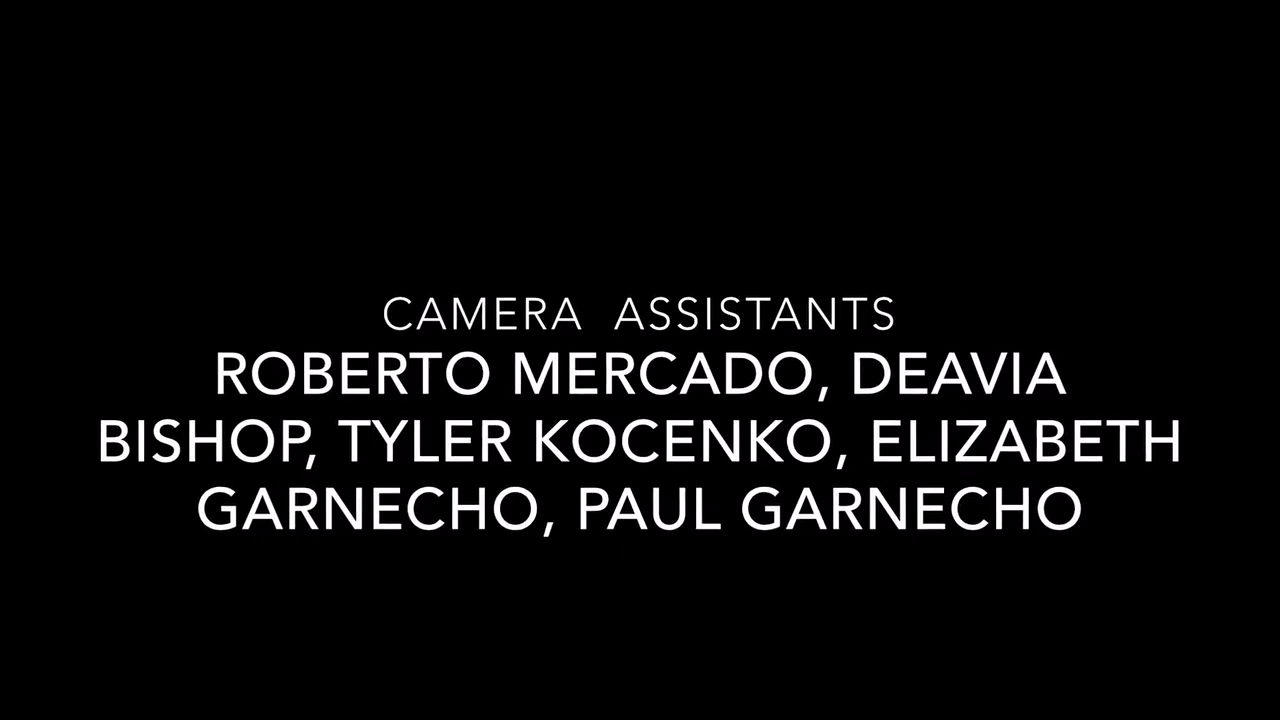 CAMERA ASSISTANTS
ROBERTO MERCADO, DEAVIA
BISHOP, TYLER KOCENKO, ELIZABETH
GARNECHO, PAUL GARNECHO